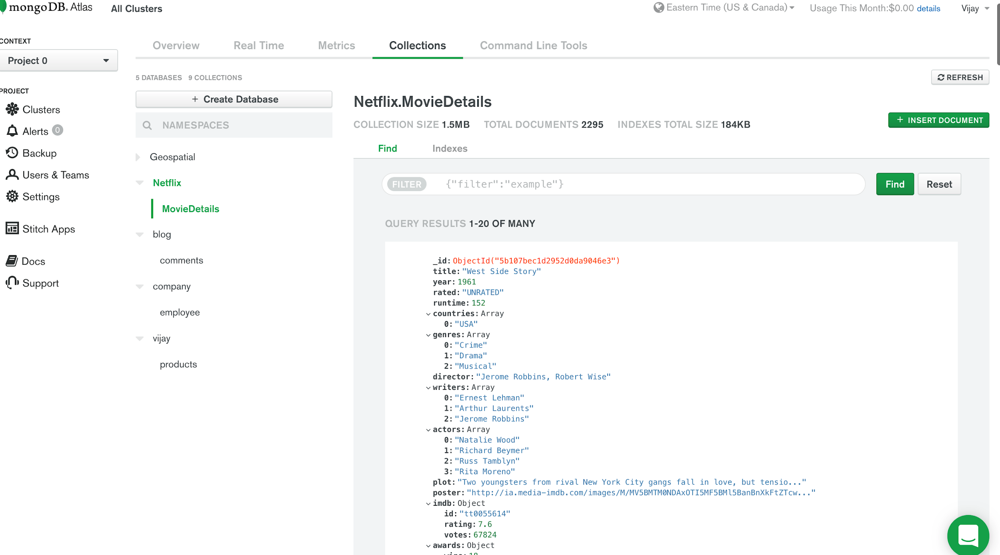 mongoDB. Atlas
All Clusters
Eastern Time (US & Canada)
Usage This Month:$0.00 details
Vijay
CONTEXT
Project 0
PROJECT
Clusters
Alerts 0
Backup
Users & Teams
Settings
Stitch Apps
Docs
Support
Overview
Real Time
Metrics
Collections
Command Line Tools
5 DATABASES 9 COLLECTIONS
REFRESH
+ Create Database
NAMESPACES
Geospatial
Netflix
MovieDetails
blog
comments
company
employee
vijay
products
Netflix.MovieDetails
COLLECTION SIZE 1.5MB TOTAL DOCUMENTS 2295 INDEXES TOTAL SIZE 184KB
+ INSERT DOCUMENT
Find
Indexes
FILTER {"filter":"example"}
Find
Reset
QUERY RESULTS 1-20 OF MANY
_id: ObjectId("5b107bec1d2952d0da9046e3")
title: "West Side Story"
year: 1961
rated: "UNRATED"
runtime: 152
countries: Array
0: "USA"
genres: Array
0: "Crime"
1: "Drama"
2: "Musical"
director: "Jerome Robbins, Robert Wise"
writers: Array
0: "Ernest Lehman"
1: "Arthur Laurents"
2: "Jerome Robbins"
actors: Array
0: "Natalie Wood"
1: "Richard Beymer"
2: "Russ Tamblyn"
3: "Rita Moreno"
plot: "Two youngsters from rival New York City gangs fall in love, but tensio..."
poster: "http://ia.media-imdb.com/images/M/MV5BMTM0NDAxOTI5MF5BMl5BanBnXkFtZTcw..."
imdb: Object
id: "tt0055614"
rating: 7.6
votes: 67824
awards: Object
wins: 18